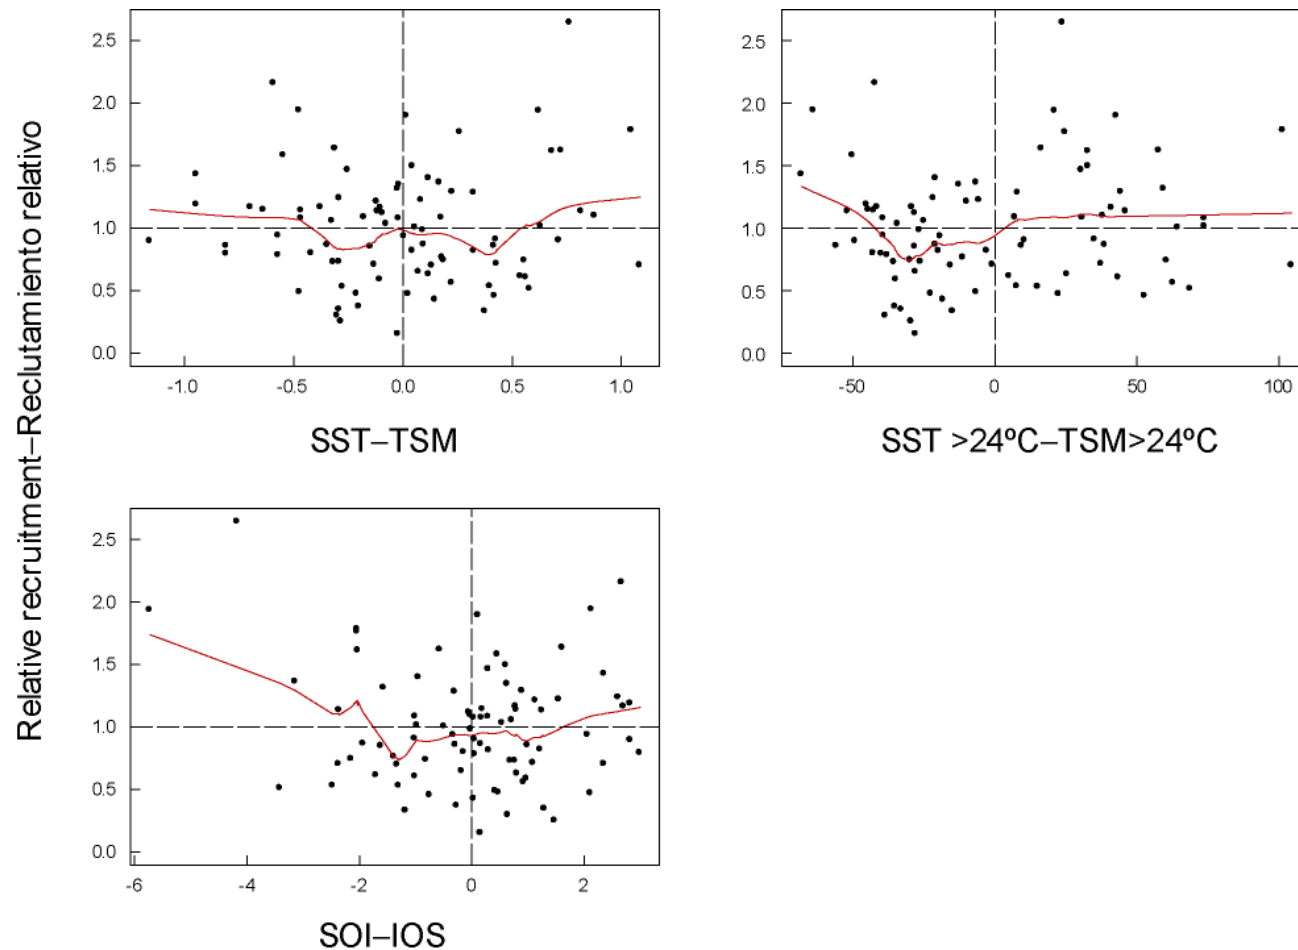 Relative recruitment–Reclutamiento relativo
2.5
2.0
1.5
1.0
0.5
0.0
-1.0 -0.5 0.0 0.5 1.0
SST–TSM
2.5
2.0
1.5
1.0
0.5
0.0
-50 0 50 100
SST >24ºC–TSM>24ºC
2.5
2.0
1.5
1.0
0.5
0.0
-6 -4 -2 0 2
SOI–IOS